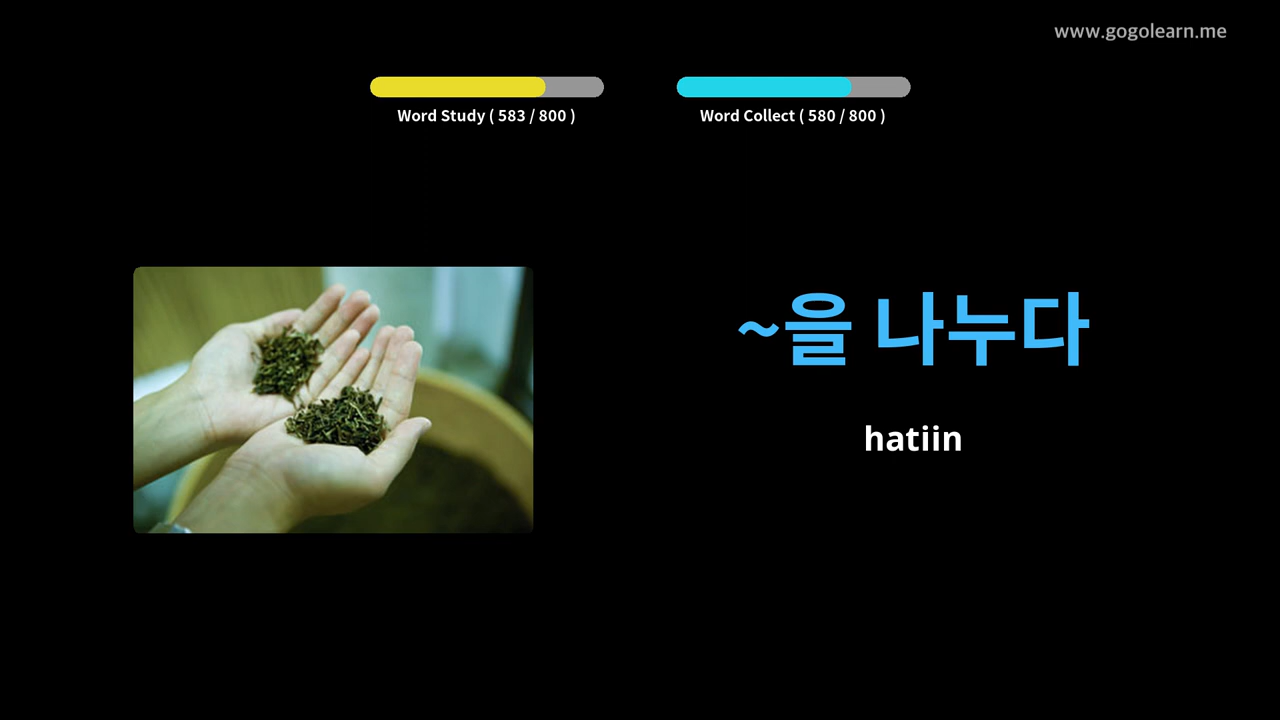 www.gogolearn.me
Word Study ( 583 / 800 )
Word Collect ( 580 / 800 )
~을 나누다
hatiin